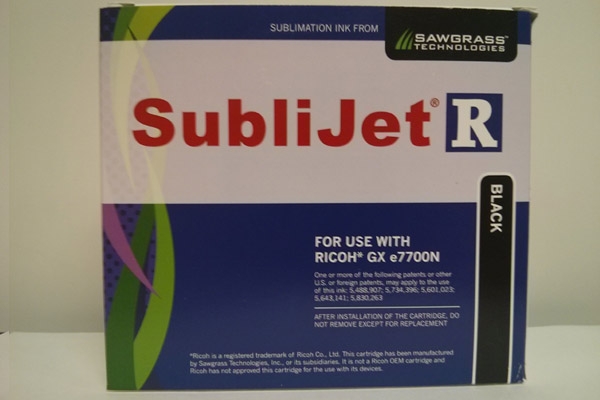 SUBLIMATION INK FROM
SAWGRASS™
TECHNOLOGIES
SubliJet® R
BLACK
FOR USE WITH
RICOH* GX e7700N
One or more of the following patents or other
U.S. or foreign patents, may apply to the use
of this ink: 5,488,907; 5,734,396; 5,601,023;
5,643,141; 5,830,263
AFTER INSTALLATION OF THE CARTRIDGE, DO
NOT REMOVE EXCEPT FOR REPLACEMENT
*Ricoh is a registered trademark of Ricoh Co., Ltd. This cartridge has been manufactured
by Sawgrass Technologies, Inc., or its subsidiaries. It is not a Ricoh OEM cartridge and
Ricoh has not approved this cartridge for the use with its devices.